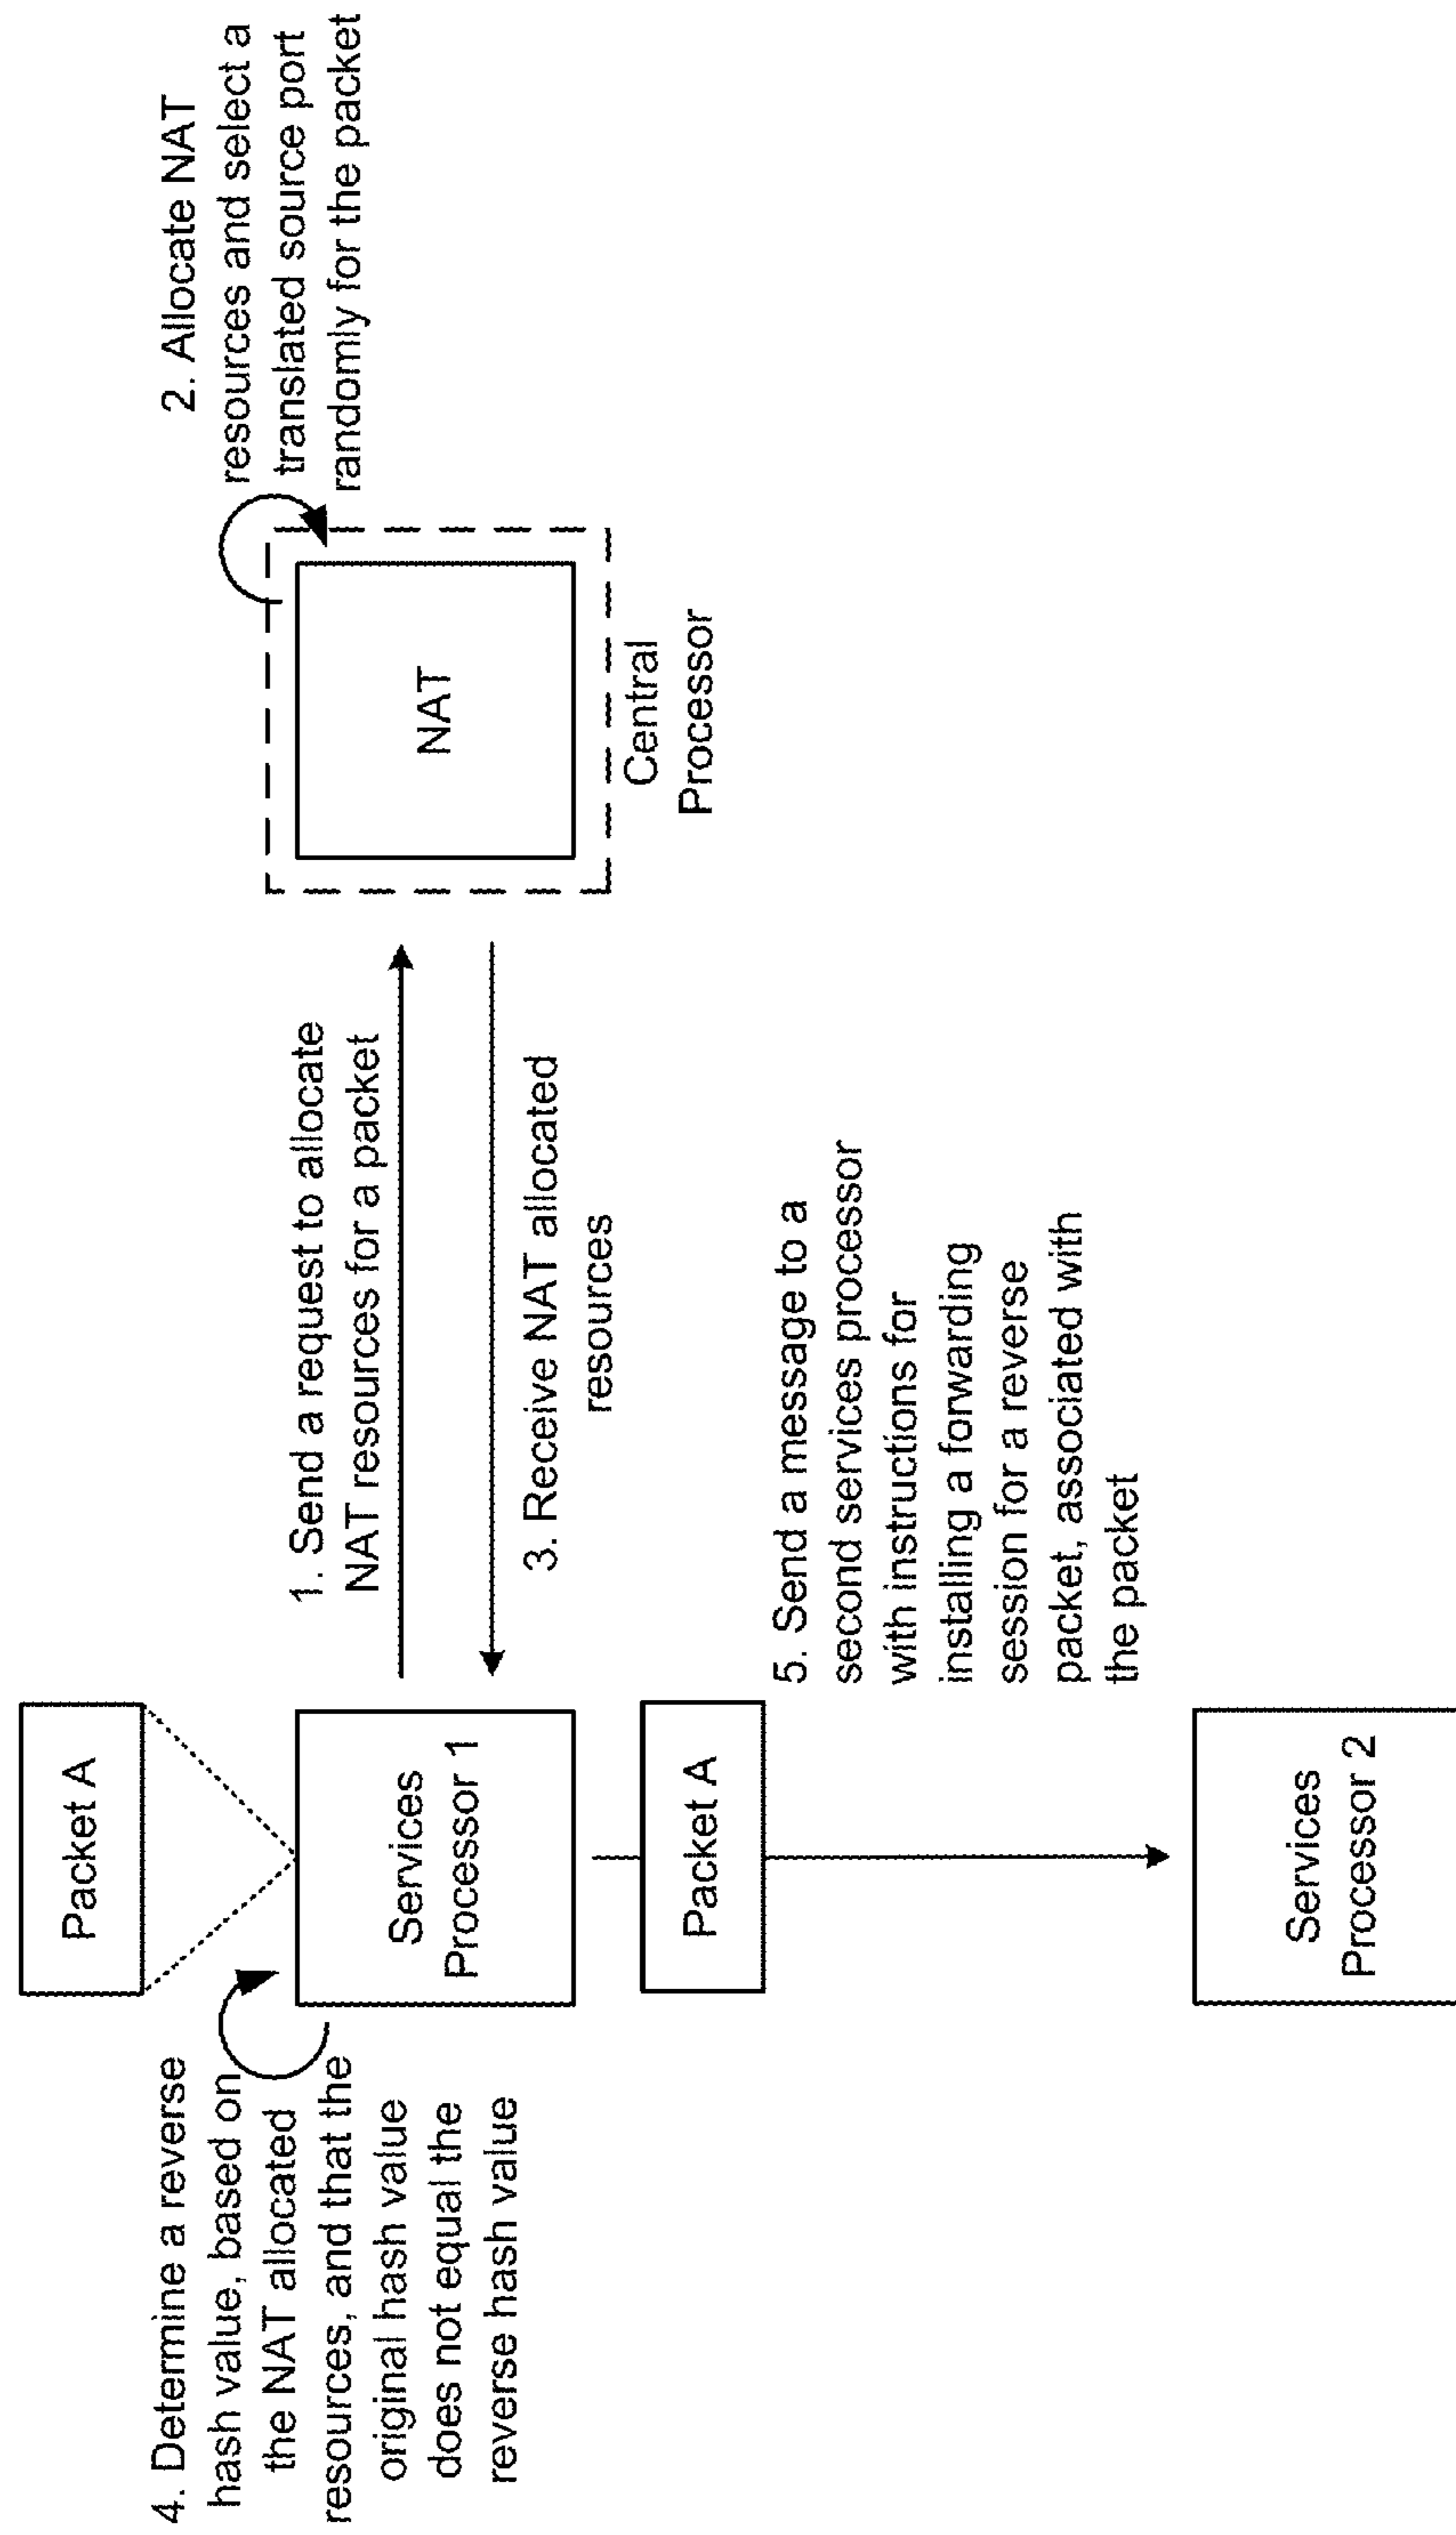 Packet A
4. Determine a reverse
hash value, based on
the NAT allocated
resources, and that the
original hash value
does not equal the
reverse hash value
Services
Processor 1
1. Send a request to allocate
NAT resources for a packet
2. Allocate NAT
resources and select a
translated source port
randomly for the packet
NAT
Central
Processor
3. Receive NAT allocated
resources
Packet A
5. Send a message to a
second services processor
with instructions for
installing a forwarding
session for a reverse
packet, associated with
the packet
Services
Processor 2